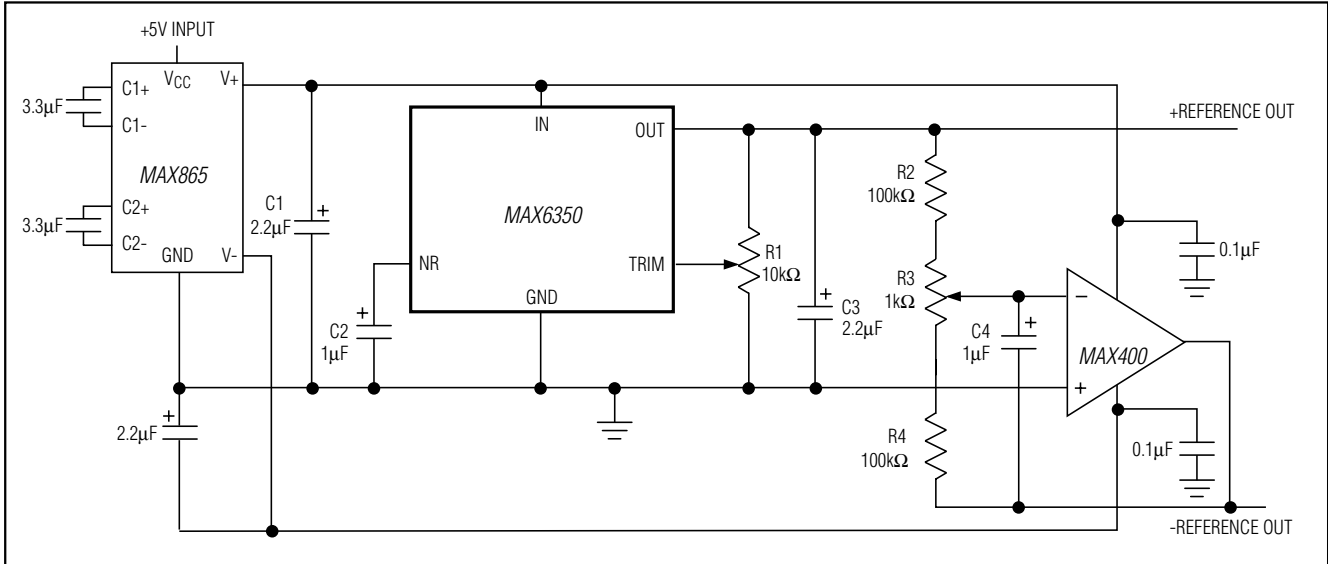 +5V INPUT
VCC
V+
C1+
3.3µF
C1-
MAX865
C2+
3.3µF
C2-
GND
V-
C1
2.2µF
+
IN
OUT
MAX6350
NR
TRIM
GND
+
C2
1µF
R1
10kΩ
+
C3
2.2µF
+REFERENCE OUT
R2
100kΩ
R3
1kΩ
+
C4
1µF
R4
100kΩ
0.1µF
−
MAX400
+
0.1µF
+
2.2µF
-REFERENCE OUT